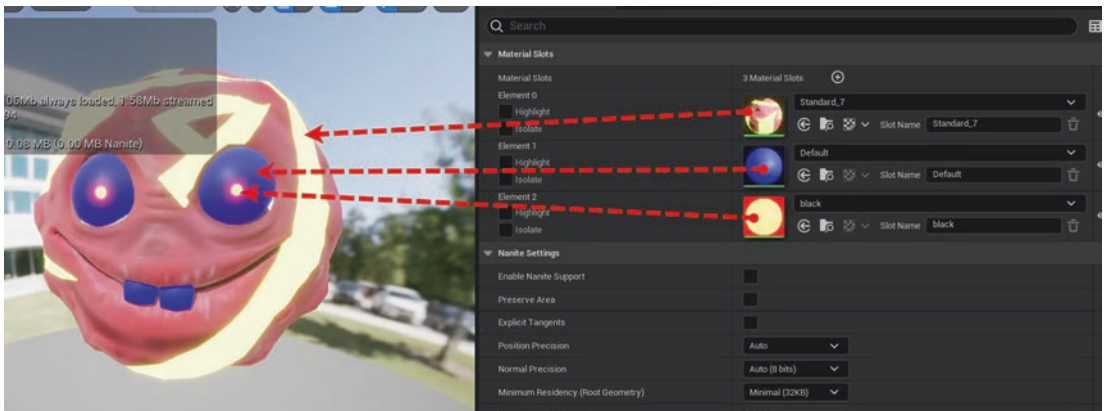 .05Mb always loaded, 1.58Mb streamed
94
0.08 MB (0.00 MB Nanite)
Search
Material Slots
Material Slots 3 Material Slots
Element 0
Highlight
Isolate
Standard_7
Slot Name Standard_7
Element 1
Highlight
Isolate
Default
Slot Name Default
Element 2
Highlight
Isolate
black
Slot Name black
Nanite Settings
Enable Nanite Support
Preserve Area
Explicit Tangents
Position Precision Auto
Normal Precision Auto (8 bits)
Minimum Residency (Root Geometry) Minimal (32KB)